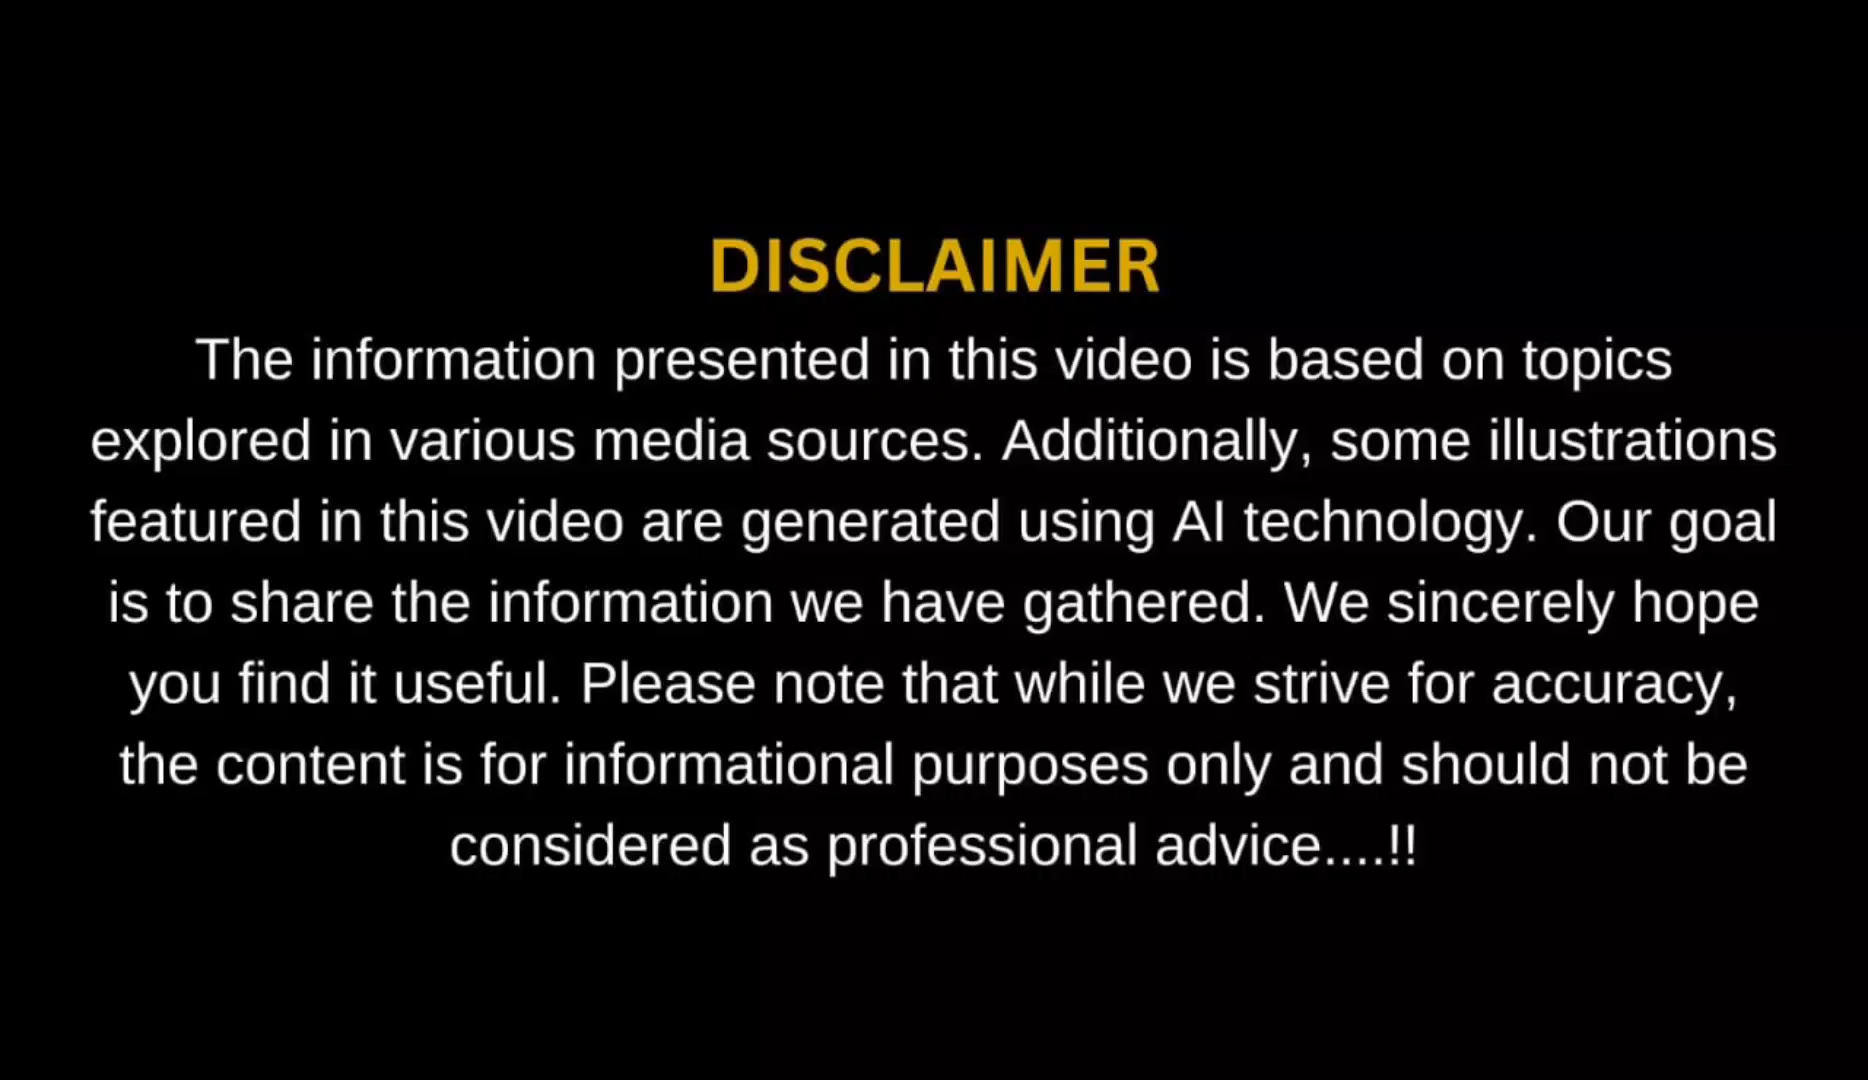 DISCLAIMER
The information presented in this video is based on topics
explored in various media sources. Additionally, some illustrations
featured in this video are generated using AI technology. Our goal
is to share the information we have gathered. We sincerely hope
you find it useful. Please note that while we strive for accuracy,
the content is for informational purposes only and should not be
considered as professional advice....!!